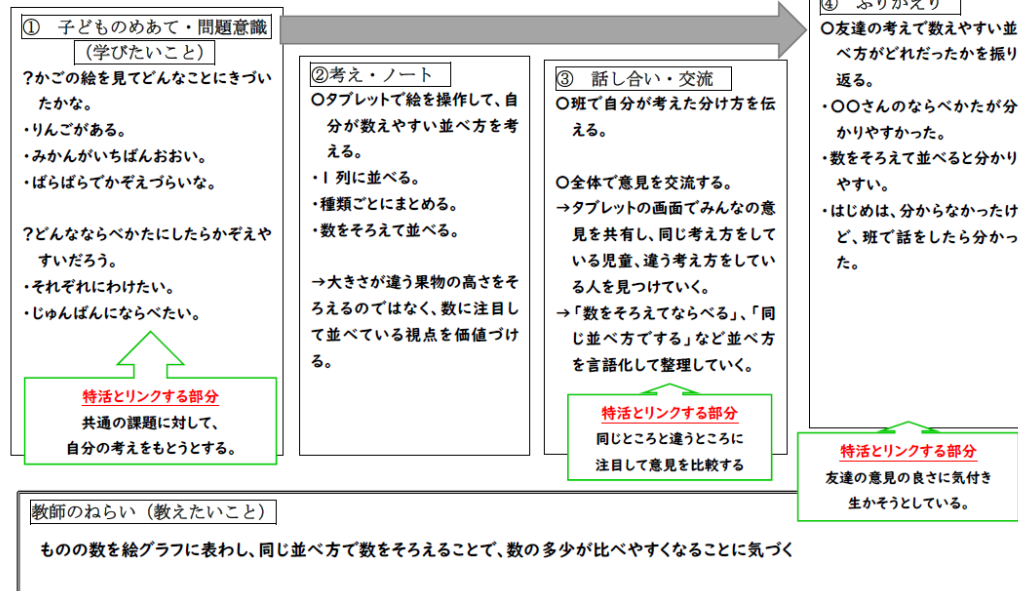 ① 子どものめあて・問題意識
(学びたいこと)
?かごの絵を見てどんなことにきづい
たかな。
・りんごがある。
・みかんがいちばんおおい。
・ばらばらでかぞえづらいな。
?どんなならべかたにしたらかぞえや
すいだろう。
・それぞれにわけたい。
・じゅんばんにならべたい。
特活とリンクする部分
共通の課題に対して、
自分の考えをもとうとする。
②考え・ノート
〇タブレットで絵を操作して、自
分が数えやすい並べ方を考
える。
・1 列に並べる。
・種類ごとにまとめる。
・数をそろえて並べる。
→大きさが違う果物の高さをそ
ろえるのではなく、数に注目し
て並べている視点を価値づけ
る。
③ 話し合い・交流
〇班で自分が考えた分け方を伝
える。
〇全体で意見を交流する。
→タブレットの画面でみんなの意
見を共有し、同じ考え方をして
いる児童、違う考え方をしてい
る人を見つけていく。
→「数をそろえてならべる」、「同
じ並べ方でする」など並べ方
を言語化して整理していく。
特活とリンクする部分
同じところと違うところに
注目して意見を比較する
④ ふりかえり
〇友達の考えで数えやすい並
べ方がどれだったかを振り
返る。
・〇〇さんのならべかたが分
かりやすかった。
・数をそろえて並べると分かり
やすい。
・はじめは、分からなかったけ
ど、班で話をしたら分かっ
た。
特活とリンクする部分
友達の意見の良さに気付き
生かそうとしている。
教師のねらい(教えたいこと)
ものの数を絵グラフに表わし、同じ並べ方で数をそろえることで、数の多少が比べやすくなることに気づく